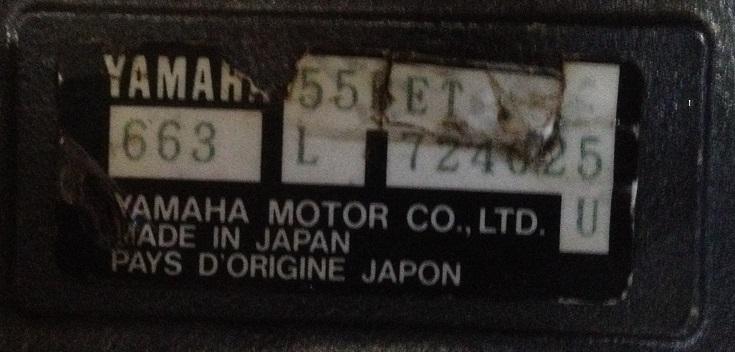 YAMAHA 55 ET
663 L 724025
YAMAHA MOTOR CO., LTD. U
MADE IN JAPAN
PAYS D'ORIGINE JAPON